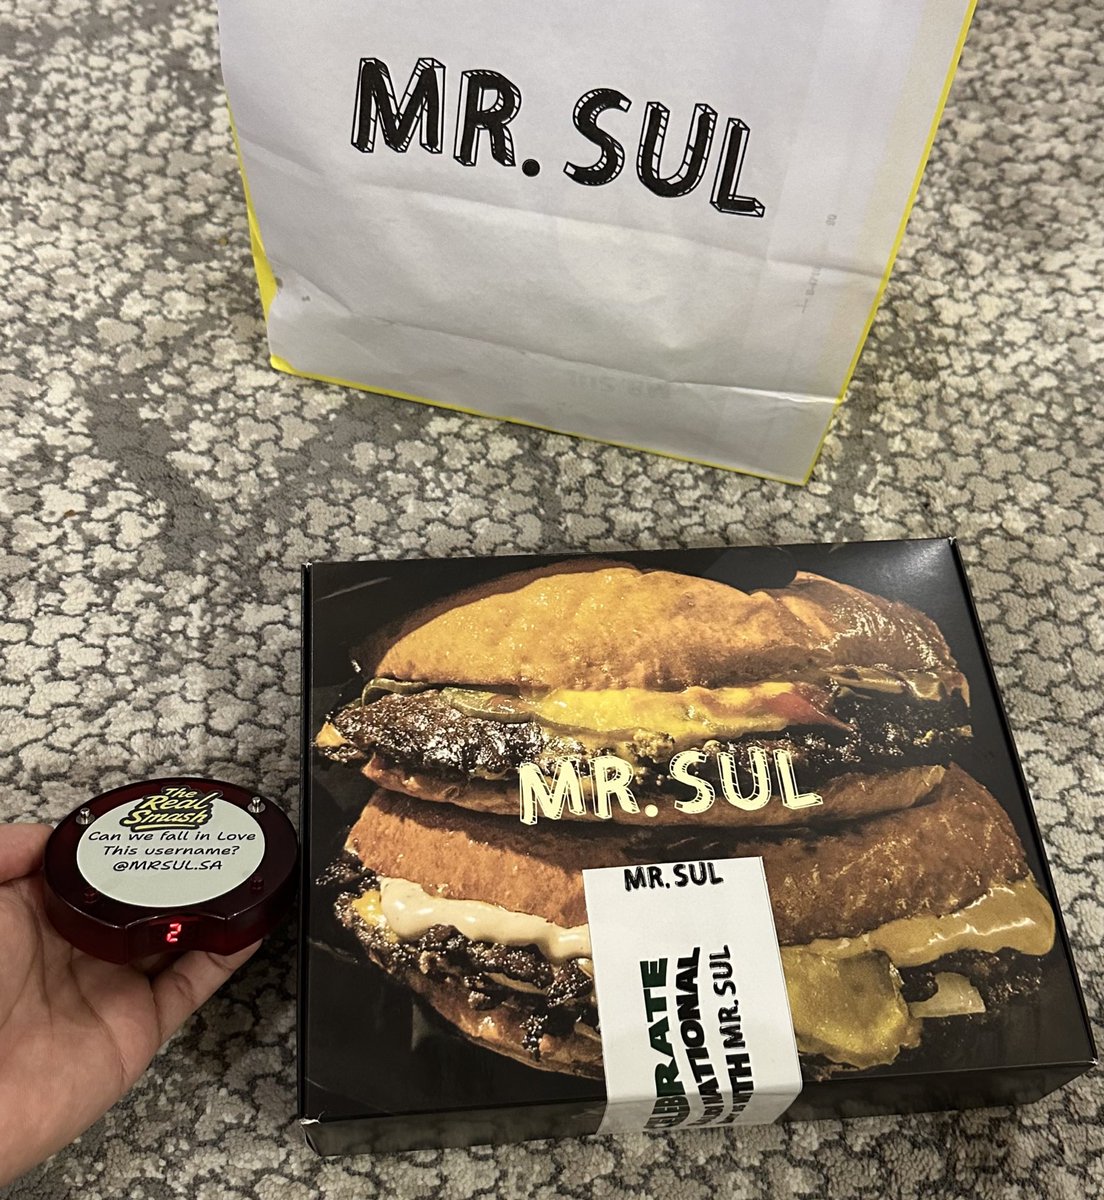 MR. SUL
MR. SUL
The
Real
Smash
Can we fall in Love
This username?
@MRSUL.SA
2
MR. SUL
NATIONAL
WITH MR. SUL